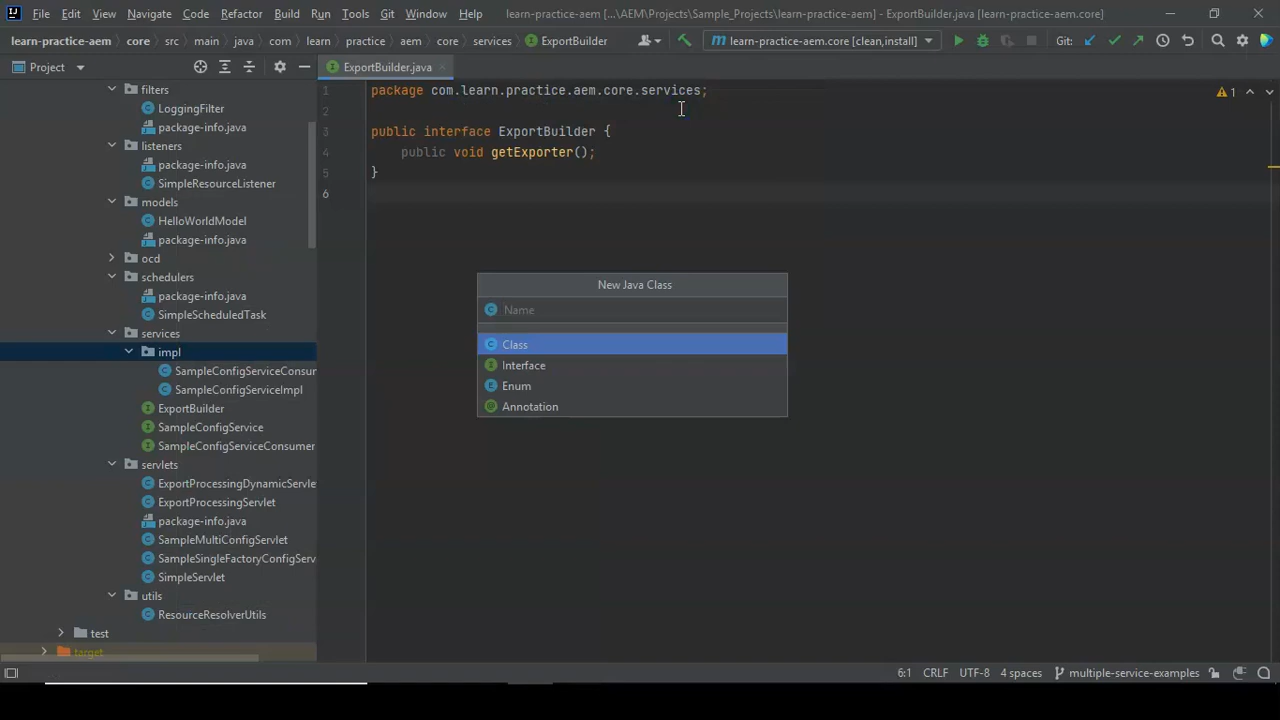 File Edit View Navigate Code Refactor Build Run Tools Git Window Help learn-practice-aem [...\AEM\Projects\Sample_Projects\learn-practice-aem] - ExportBuilder.java [learn-practice-aem.core]
learn-practice-aem core src main java com learn practice aem core services ExportBuilder learn-practice-aem.core [clean,install] Git:
Project ExportBuilder.java
filters
LoggingFilter
package-info.java
listeners
package-info.java
SimpleResourceListener
models
HelloWorldModel
package-info.java
ocd
schedulers
package-info.java
SimpleScheduledTask
services
impl
SampleConfigServiceConsum
SampleConfigServiceImpl
ExportBuilder
SampleConfigService
SampleConfigServiceConsumer
servlets
ExportProcessingDynamicServle
ExportProcessingServlet
package-info.java
SampleMultiConfigServlet
SampleSingleFactoryConfigServ
SimpleServlet
utils
ResourceResolverUtils
test
target
1 package com.learn.practice.aem.core.services; 1
2
3 public interface ExportBuilder {
4 public void getExporter();
5 }
6
New Java Class
Name
Class
Interface
Enum
Annotation
6:1 CRLF UTF-8 4 spaces multiple-service-examples